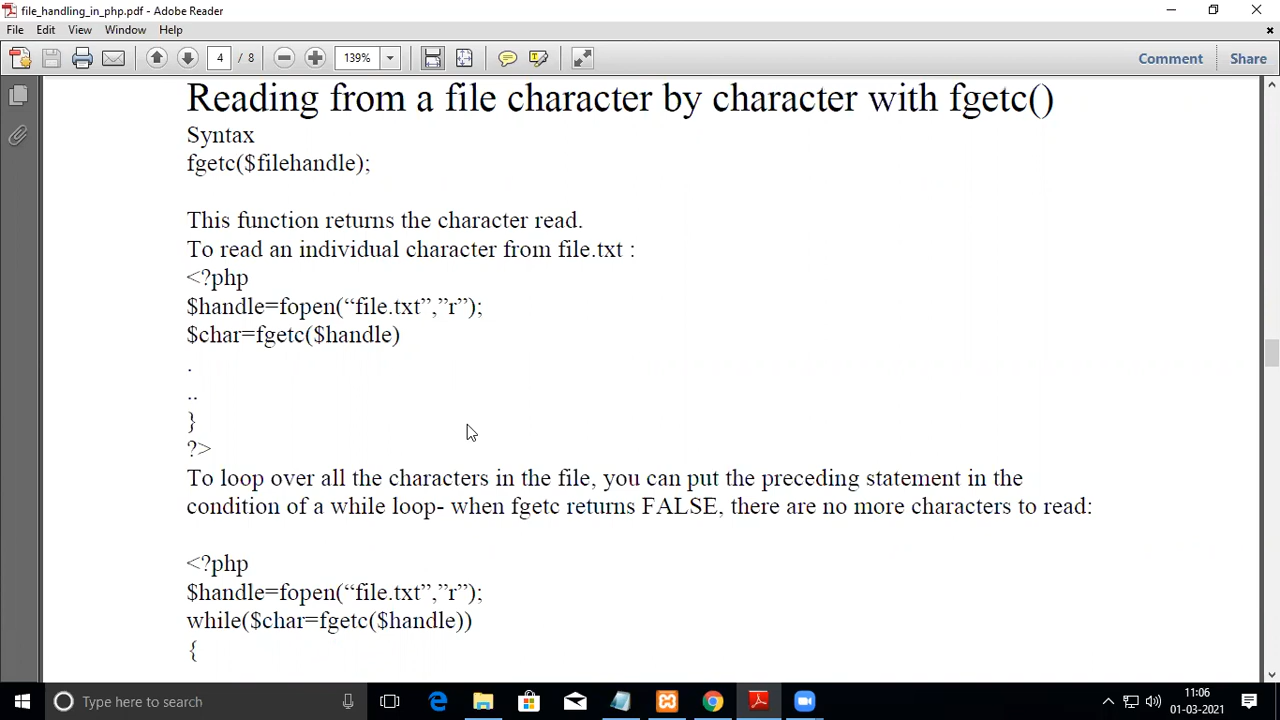 file_handling_in_php.pdf - Adobe Reader
File Edit View Window Help
4 / 8 139% Comment Share
Reading from a file character by character with fgetc()
Syntax
fgetc($filehandle);
This function returns the character read.
To read an individual character from file.txt :
<?php
$handle=fopen(“file.txt”,”r”);
$char=fgetc($handle)
.
..
}
?>
To loop over all the characters in the file, you can put the preceding statement in the
condition of a while loop- when fgetc returns FALSE, there are no more characters to read:
<?php
$handle=fopen(“file.txt”,”r”);
while($char=fgetc($handle))
{
Type here to search
11:06
01-03-2021